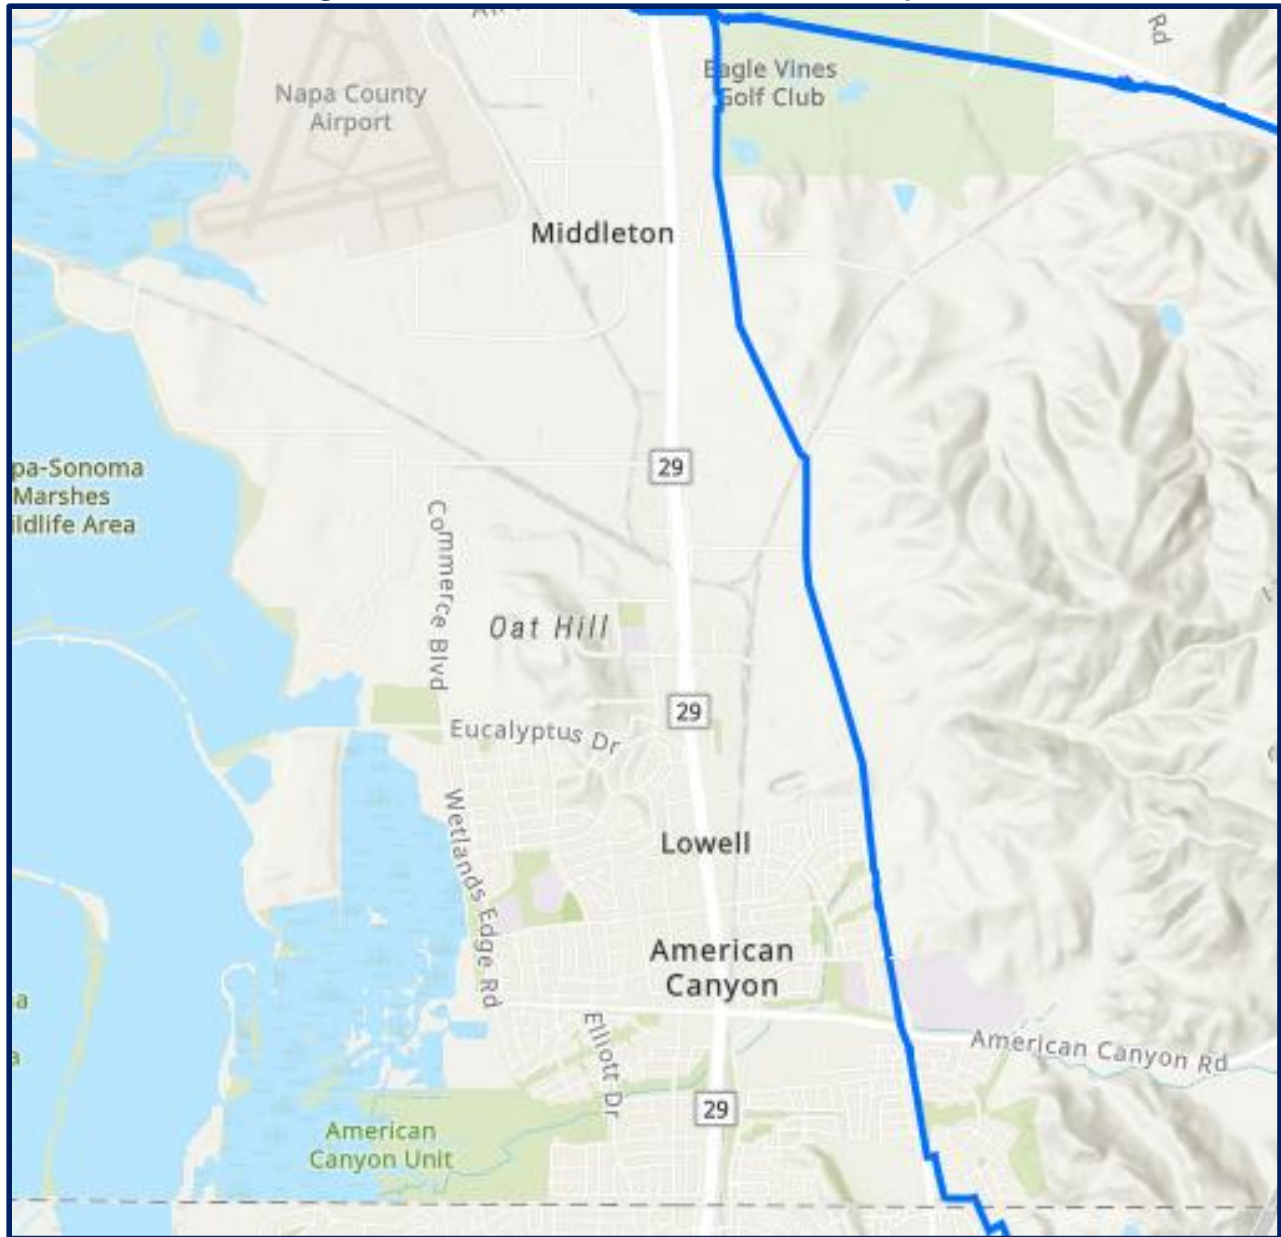 Rd
Eagle Vines
Golf Club
Napa County
Airport
Middleton
29
pa-Sonoma
Marshes
ildlife Area
Commerce Blvd
Oat Hill
29
Eucalyptus Dr
Wetlands Edge Rd
Lowell
American
Canyon
a
a
Elliott Dr
American Canyon Rd
29
American
Canyon Unit